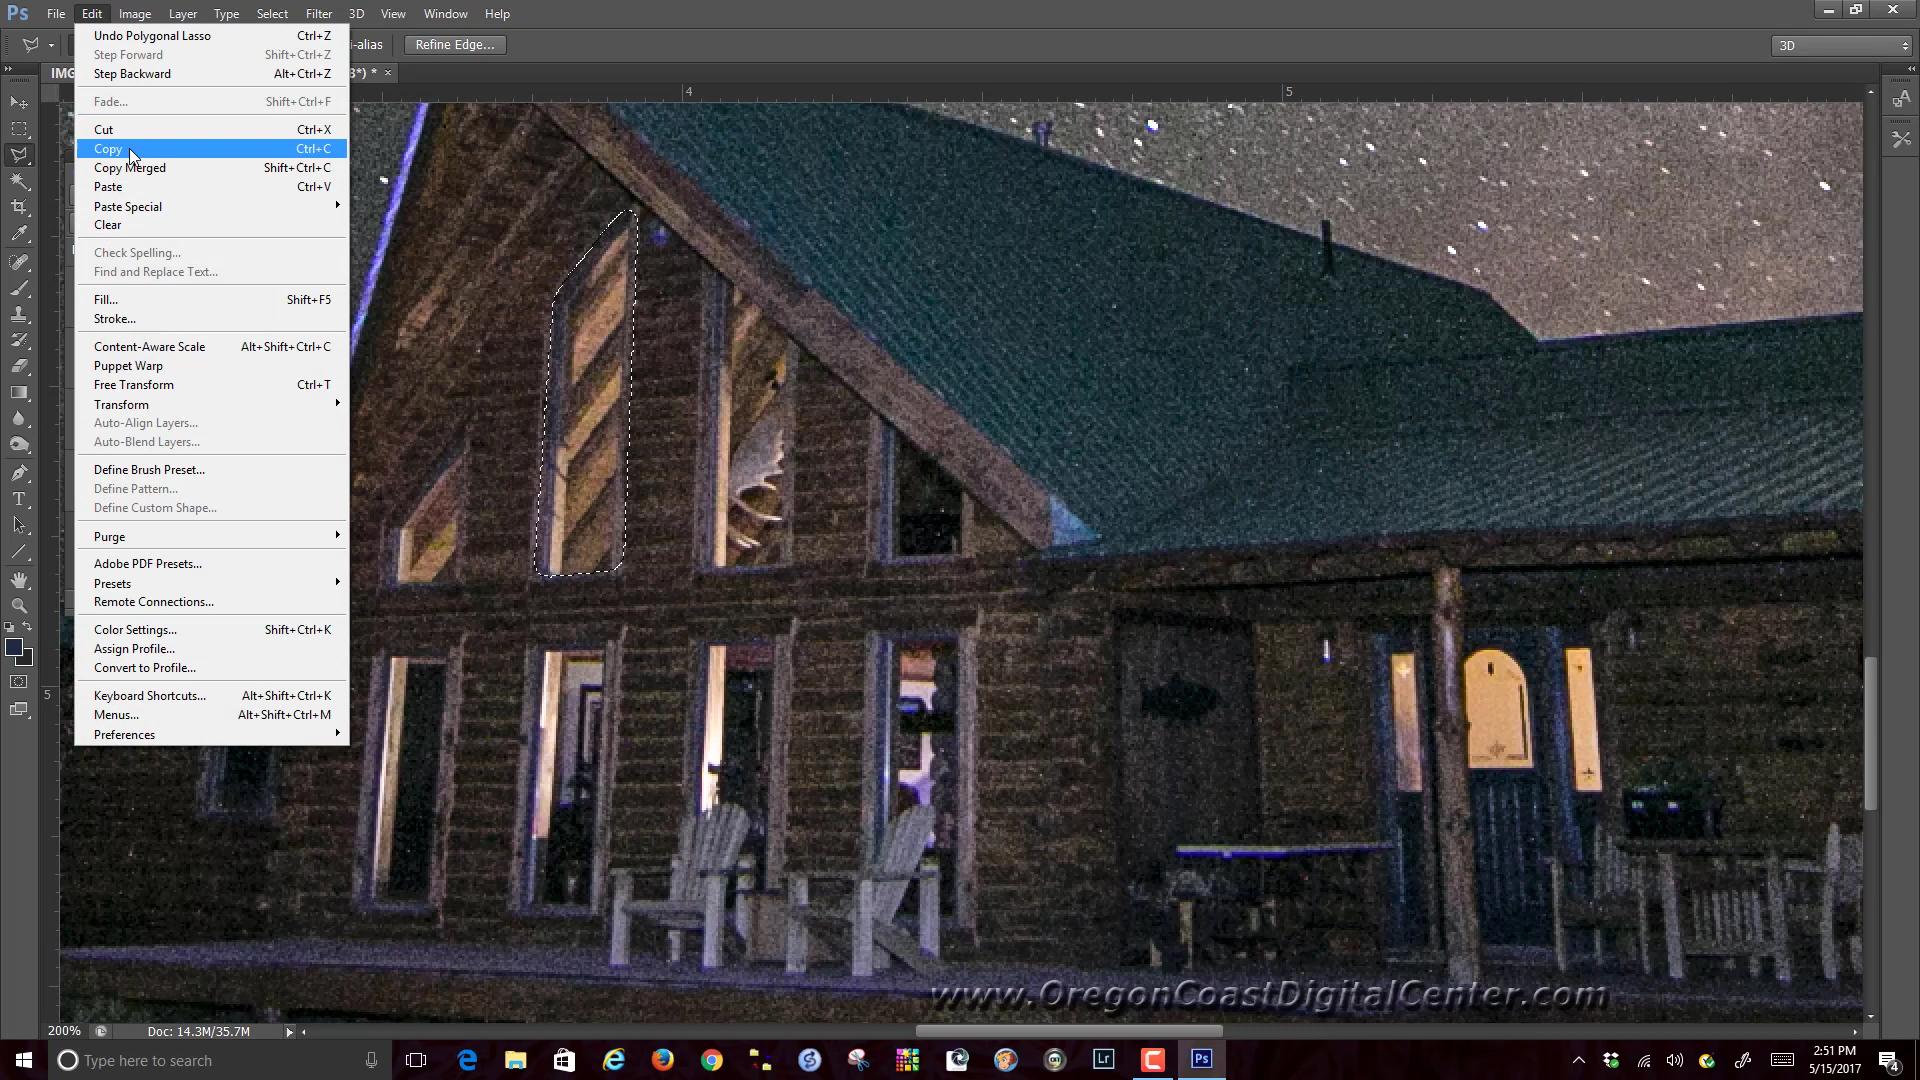 Ps File Edit Image Layer Type Select Filter 3D View Window Help
i-alias Refine Edge... 3D
IMG 3*) * ×
4 5
Undo Polygonal Lasso Ctrl+Z
Step Forward Shift+Ctrl+Z
Step Backward Alt+Ctrl+Z
Fade... Shift+Ctrl+F
Cut Ctrl+X
Copy Ctrl+C
Copy Merged Shift+Ctrl+C
Paste Ctrl+V
Paste Special
Clear
Check Spelling...
Find and Replace Text...
Fill... Shift+F5
Stroke...
Content-Aware Scale Alt+Shift+Ctrl+C
Puppet Warp
Free Transform Ctrl+T
Transform
Auto-Align Layers...
Auto-Blend Layers...
Define Brush Preset...
Define Pattern...
Define Custom Shape...
Purge
Adobe PDF Presets...
Presets
Remote Connections...
Color Settings... Shift+Ctrl+K
Assign Profile...
Convert to Profile...
Keyboard Shortcuts... Alt+Shift+Ctrl+K
Menus... Alt+Shift+Ctrl+M
Preferences
5
www.OregonCoastDigitalCenter.com
200% Doc: 14.3M/35.7M
Type here to search
Lr Ps
2:51 PM
5/15/2017
4